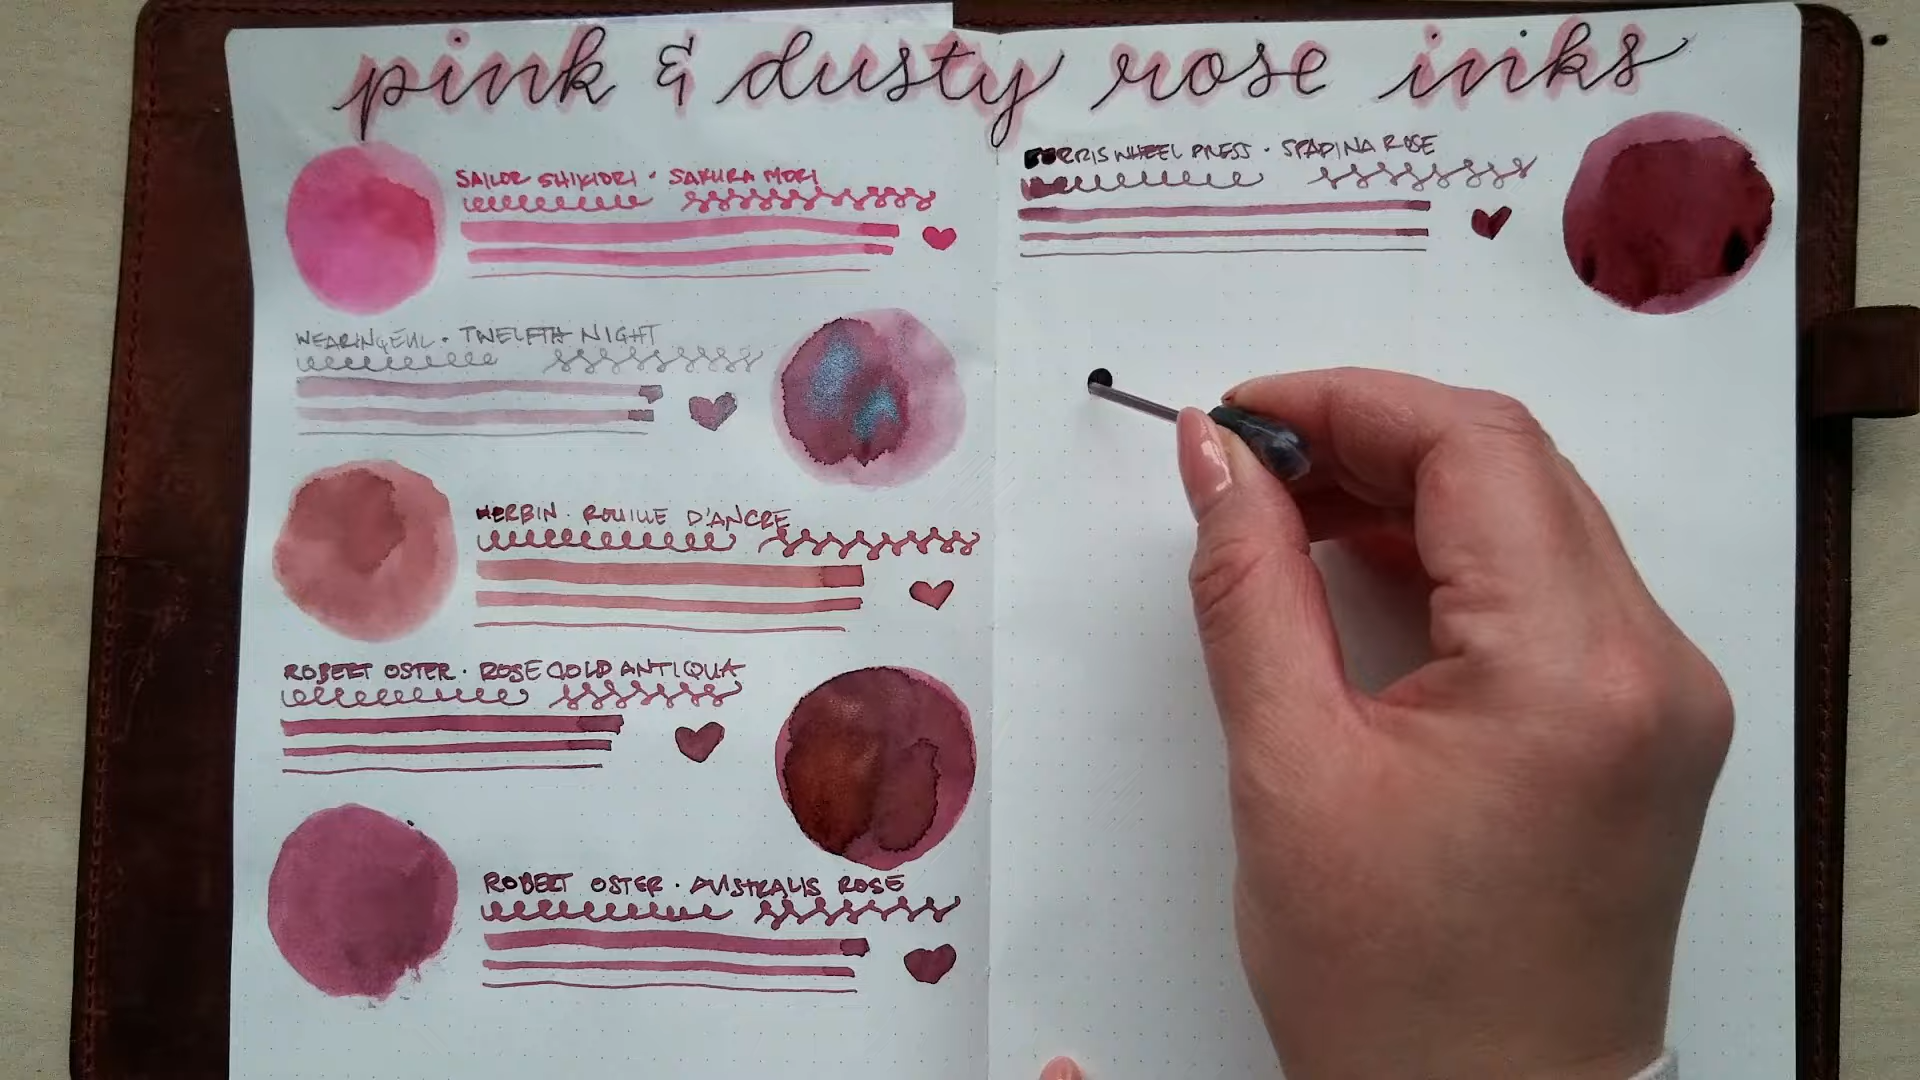 pink & dusty rose inks
SAILOR SHIKIORI · SAKURA MORI
WEARINGEUL · TWELFTH NIGHT
HERBIN · ROUILLE D'ANCRE
ROBERT OSTER · ROSE GOLD ANTIQUA
ROBERT OSTER · AUSTRALIS ROSE
FERRIS WHEEL PRESS · SPADINA ROSE